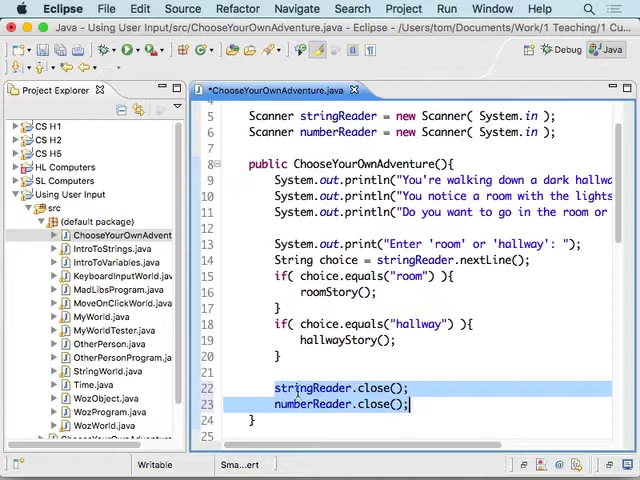 Eclipse File Edit Source Refactor Navigate Search Project Run Window Help
Java - Using User Input/src/ChooseYourOwnAdventure.java - Eclipse - /Users/tom/Documents/Work/1 Teaching/1 Cu...
Debug Java
Project Explorer
*ChooseYourOwnAdventure.java
CS H1
CS H2
CS H5
HL Computers
SL Computers
Using User Input
src
(default package)
ChooseYourOwnAdvent
IntroToStrings.java
IntroToVariables.java
KeyboardInputWorld.java
MadLibsProgram.java
MoveOnClickWorld.java
MyWorld.java
MyWorldTester.java
OtherPerson.java
OtherPersonProgram.java
StringWorld.java
Time.java
WozObject.java
WozProgram.java
WozWorld.java
4
5 Scanner stringReader = new Scanner( System.in );
6 Scanner numberReader = new Scanner( System.in );
7
8 public ChooseYourOwnAdventure(){
9 System.out.println("You're walking down a dark hallwa
10 System.out.println("You notice a room with the lights
11 System.out.println("Do you want to go in the room or
12
13 System.out.print("Enter 'room' or 'hallway': ");
14 String choice = stringReader.nextLine();
15 if( choice.equals("room") ){
16 roomStory();
17 }
18 if( choice.equals("hallway") ){
19 hallwayStory();
20 }
21
22 stringReader.close();
23 numberReader.close();
24 }
25
Writable Sma...ert